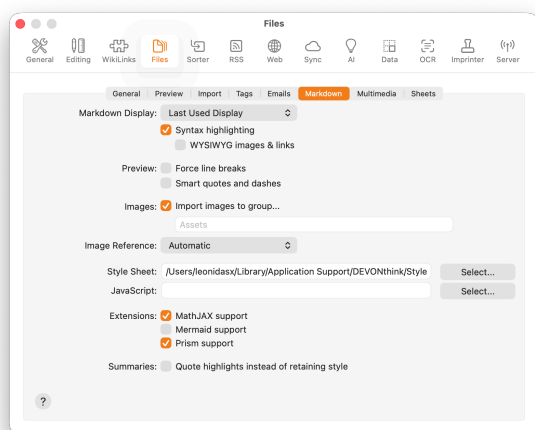 Files
General Editing WikiLinks Files Sorter RSS Web Sync AI Data OCR Imprinter Server
General Preview Import Tags Emails Markdown Multimedia Sheets
Markdown Display: Last Used Display
Syntax highlighting
WYSIWYG images & links
Preview: Force line breaks
Smart quotes and dashes
Images: Import images to group...
Assets
Image Reference: Automatic
Style Sheet: /Users/leonidasx/Library/Application Support/DEVONthink/Style Select...
JavaScript: Select...
Extensions: MathJAX support
Mermaid support
Prism support
Summaries: Quote highlights instead of retaining style
?